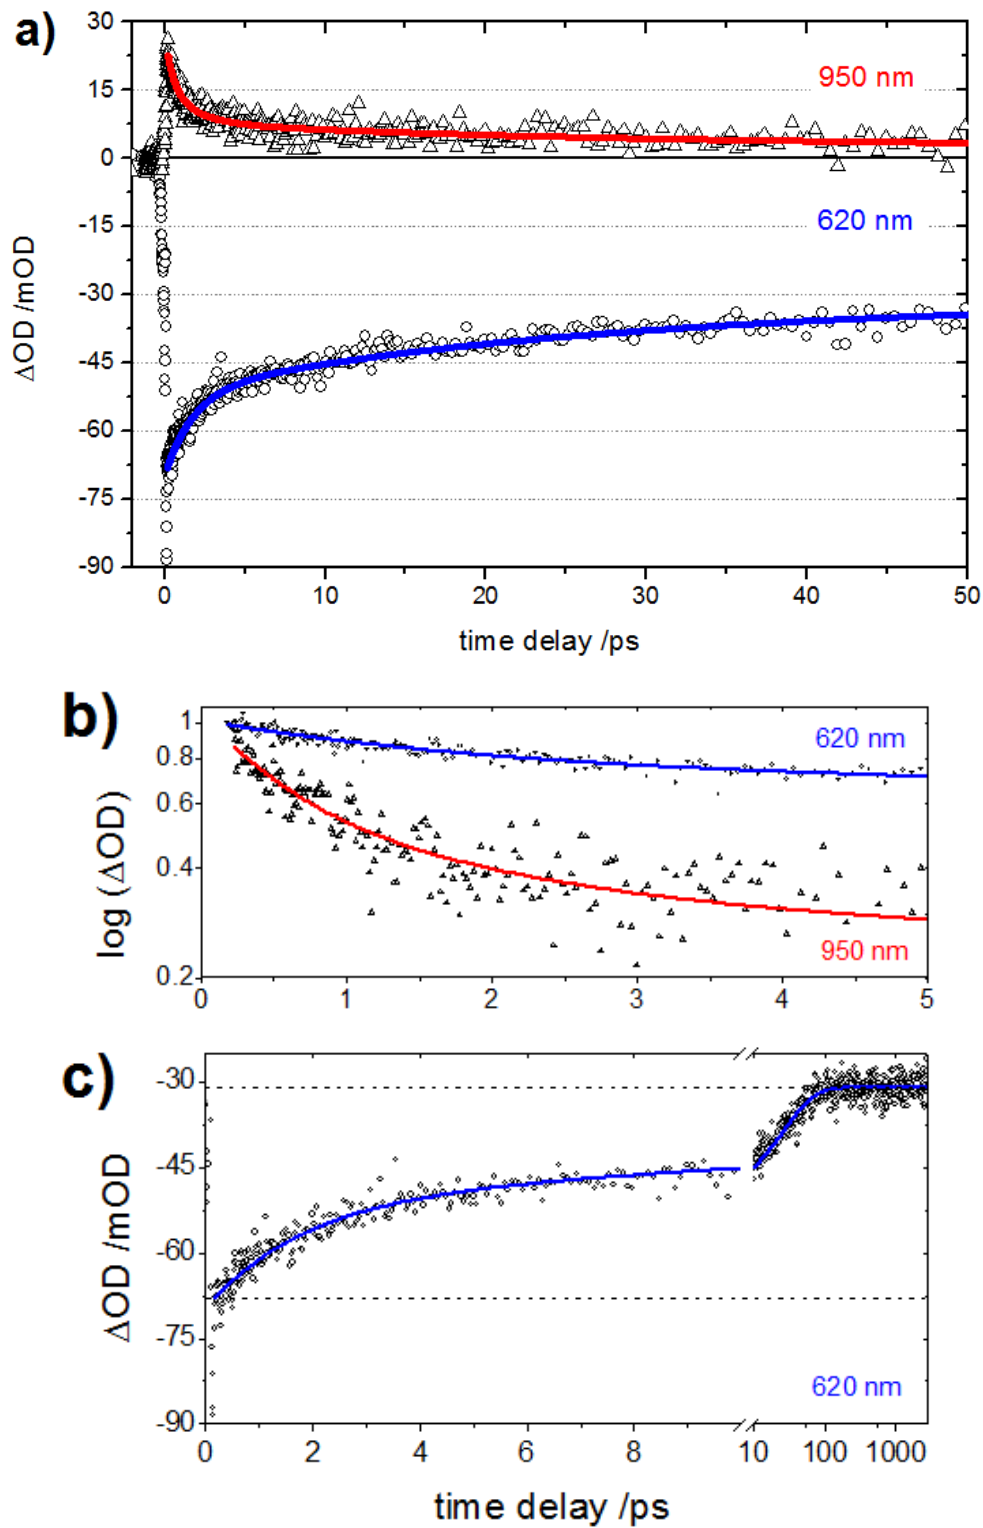 a)
30
15
0
-15
-30
-45
-60
-75
-90
ΔOD /mOD
950 nm
620 nm
0 10 20 30 40 50
time delay /ps
b)
1
0.8
0.6
0.4
0.2
log (ΔOD)
620 nm
950 nm
0 1 2 3 4 5
c)
-30
-45
-60
-75
-90
ΔOD /mOD
620 nm
0 2 4 6 8 10 100 1000
time delay /ps